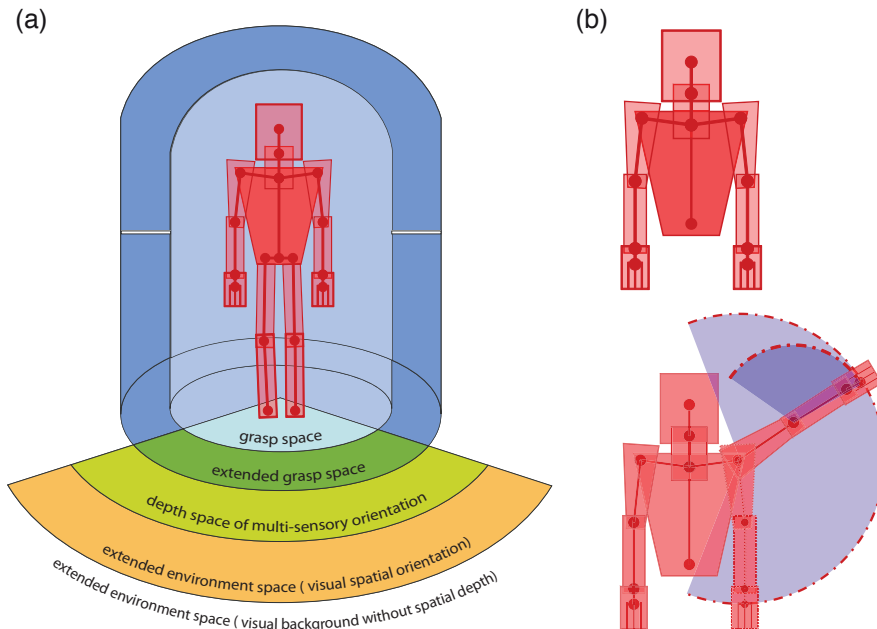 (a)
(b)
grasp space
extended grasp space
depth space of multi-sensory orientation
extended environment space ( visual spatial orientation)
extended environment space ( visual background without spatial depth)